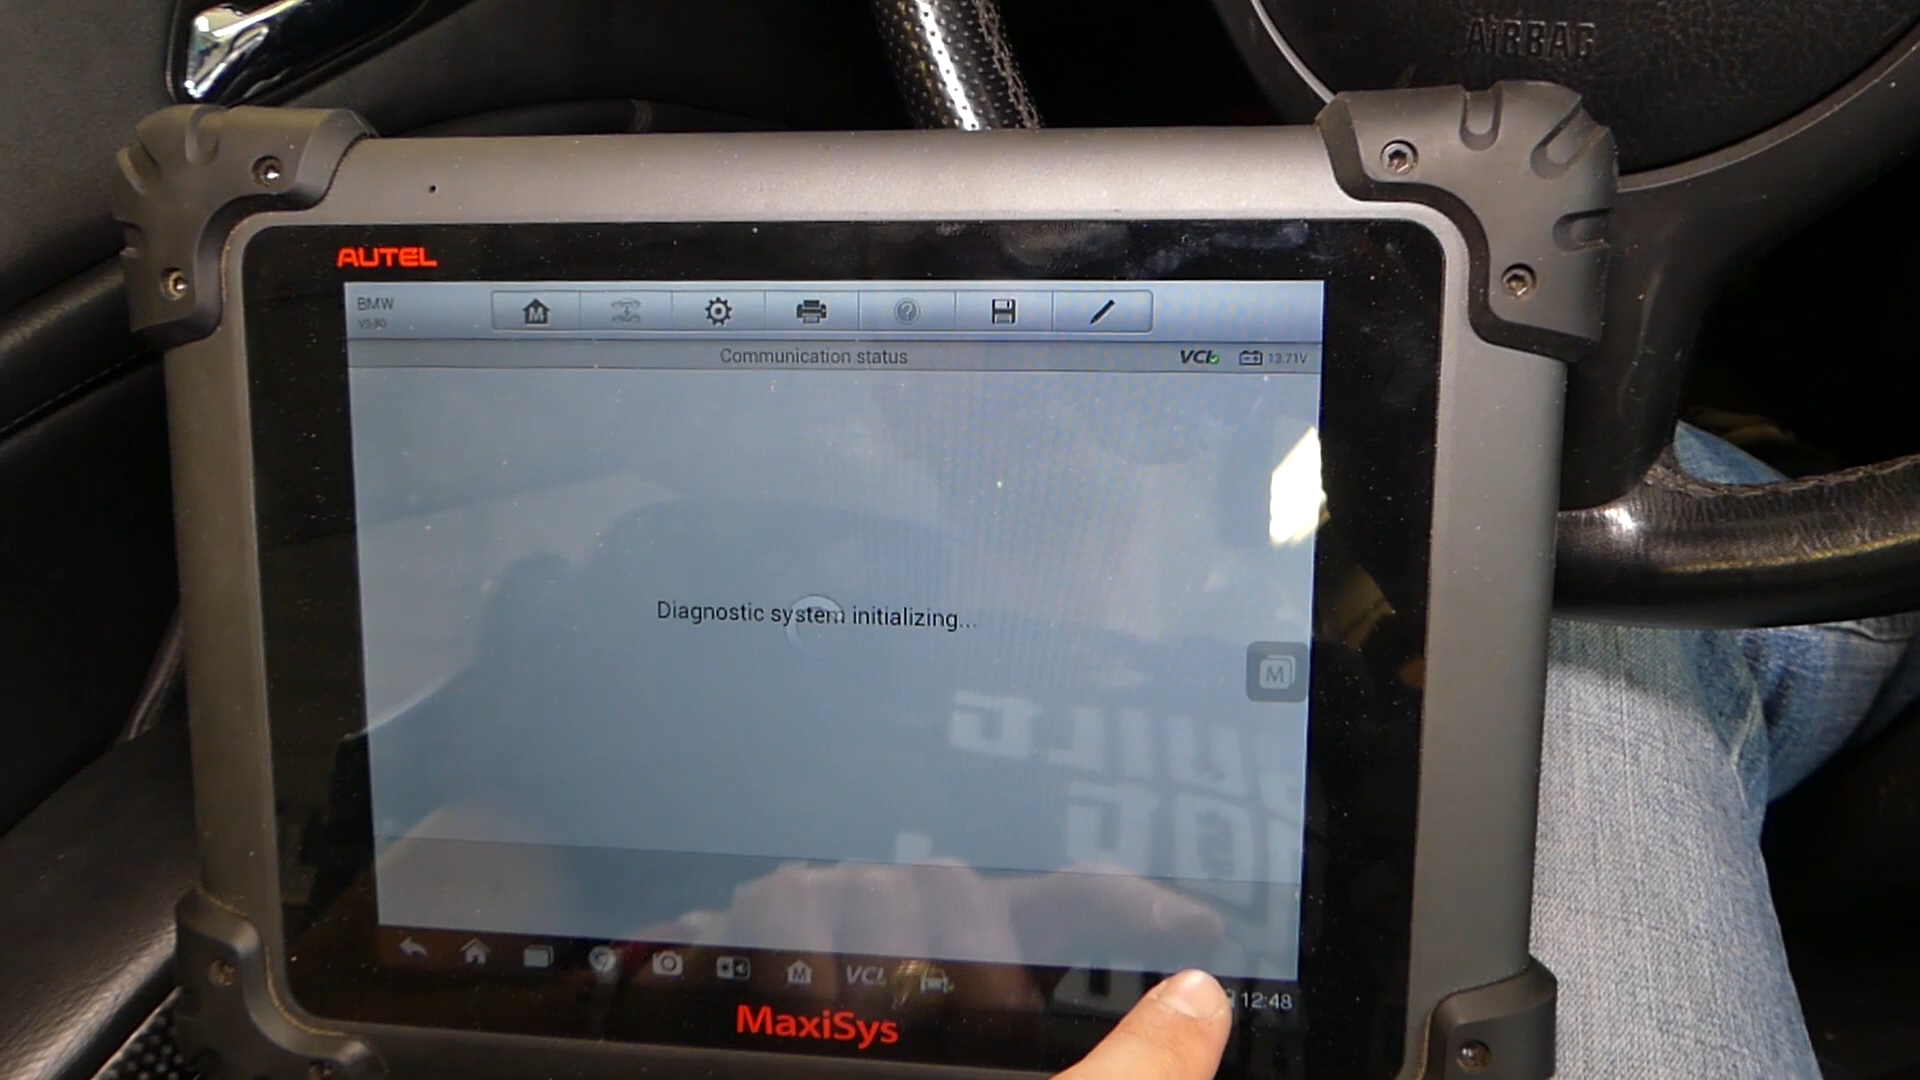 AIRBAG
AUTEL
BMW
M
Communication status
VCI
13.71V
Diagnostic system initializing...
M
M
VCI
12:48
MaxiSys